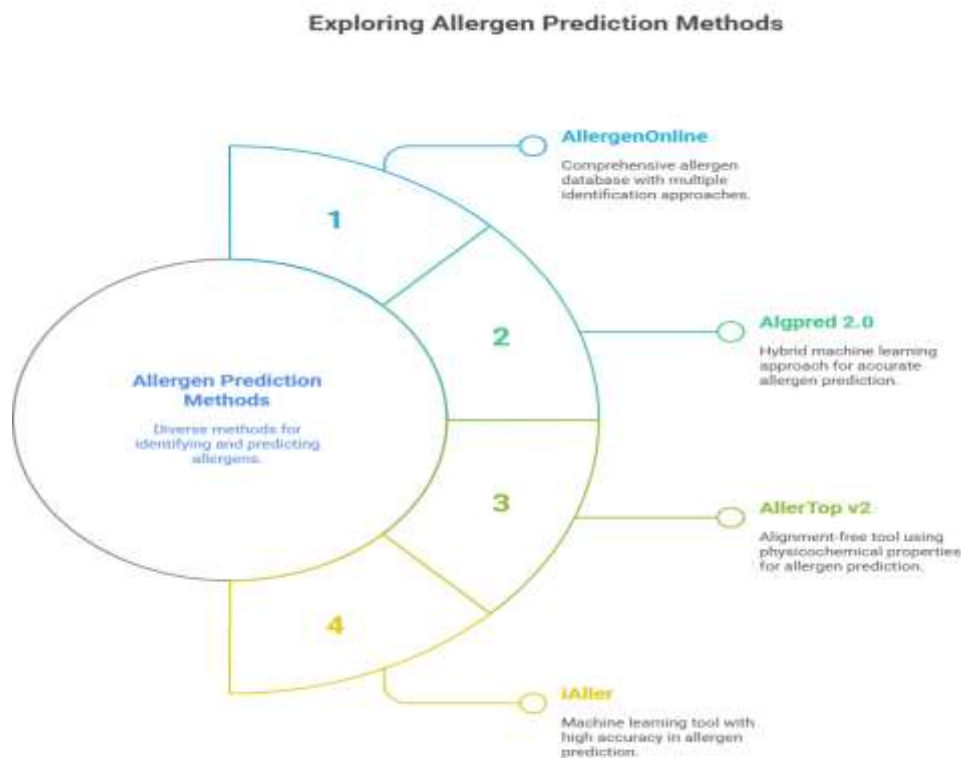 Exploring Allergen Prediction Methods
AllergenOnline
Comprehensive allergen
database with multiple
identification approaches.
1
2
Algpred 2.0
Hybrid machine learning
approach for accurate
allergen prediction.
Allergen Prediction
Methods
Diverse methods for
identifying and predicting
allergens.
3
AllerTop v2
Alignment-free tool using
physicochemical properties
for allergen prediction.
4
iAller
Machine learning tool with
high accuracy in allergen
prediction.